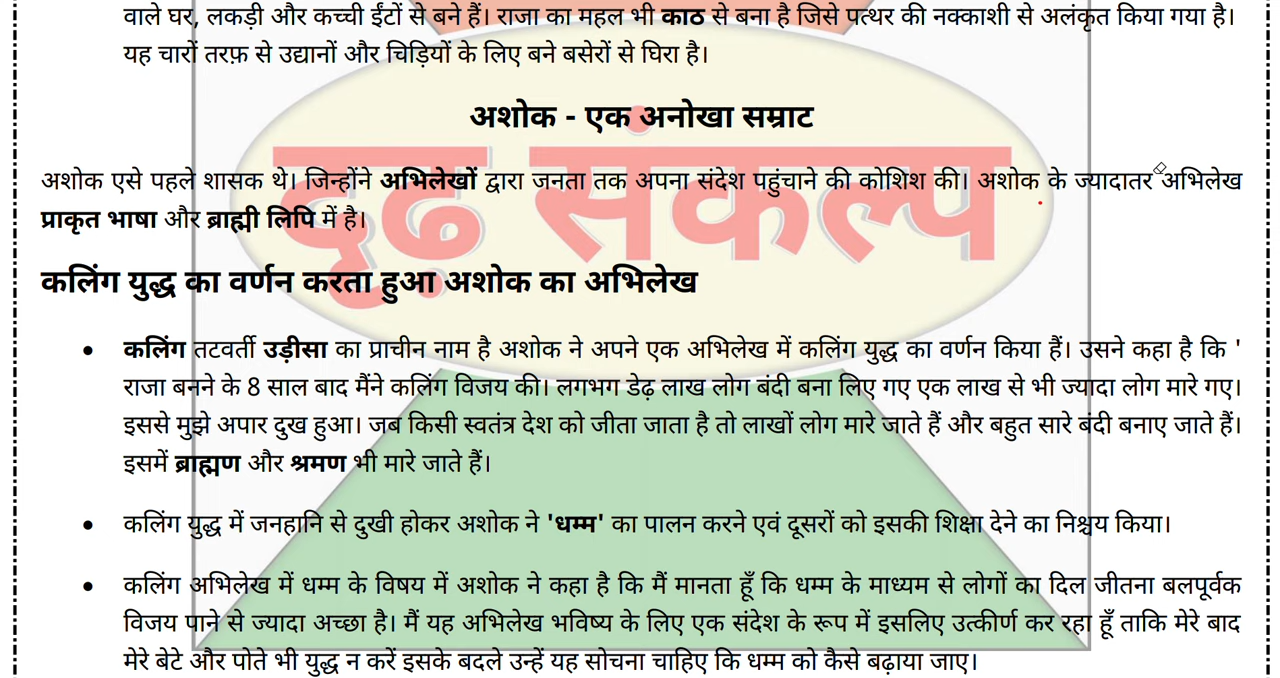 वाले घर, लकड़ी और कच्ची ईंटों से बने हैं। राजा का महल भी काठ से बना है जिसे पत्थर की नक्काशी से अलंकृत किया गया है।
यह चारों तरफ़ से उद्यानों और चिड़ियों के लिए बने बसेरों से घिरा है।
अशोक - एक अनोखा सम्राट
दृढ़ संकल्प
अशोक एसे पहले शासक थे। जिन्होंने अभिलेखों द्वारा जनता तक अपना संदेश पहुंचाने की कोशिश की। अशोक के ज्यादातर अभिलेख
प्राकृत भाषा और ब्राह्मी लिपि में है।
कलिंग युद्ध का वर्णन करता हुआ अशोक का अभिलेख
• कलिंग तटवर्ती उड़ीसा का प्राचीन नाम है अशोक ने अपने एक अभिलेख में कलिंग युद्ध का वर्णन किया हैं। उसने कहा है कि '
राजा बनने के 8 साल बाद मैंने कलिंग विजय की। लगभग डेढ़ लाख लोग बंदी बना लिए गए एक लाख से भी ज्यादा लोग मारे गए।
इससे मुझे अपार दुख हुआ। जब किसी स्वतंत्र देश को जीता जाता है तो लाखों लोग मारे जाते हैं और बहुत सारे बंदी बनाए जाते हैं।
इसमें ब्राह्मण और श्रमण भी मारे जाते हैं।
• कलिंग युद्ध में जनहानि से दुखी होकर अशोक ने 'धम्म' का पालन करने एवं दूसरों को इसकी शिक्षा देने का निश्चय किया।
• कलिंग अभिलेख में धम्म के विषय में अशोक ने कहा है कि मैं मानता हूँ कि धम्म के माध्यम से लोगों का दिल जीतना बलपूर्वक
विजय पाने से ज्यादा अच्छा है। मैं यह अभिलेख भविष्य के लिए एक संदेश के रूप में इसलिए उत्कीर्ण कर रहा हूँ ताकि मेरे बाद
मेरे बेटे और पोते भी युद्ध न करें इसके बदले उन्हें यह सोचना चाहिए कि धम्म को कैसे बढ़ाया जाए।